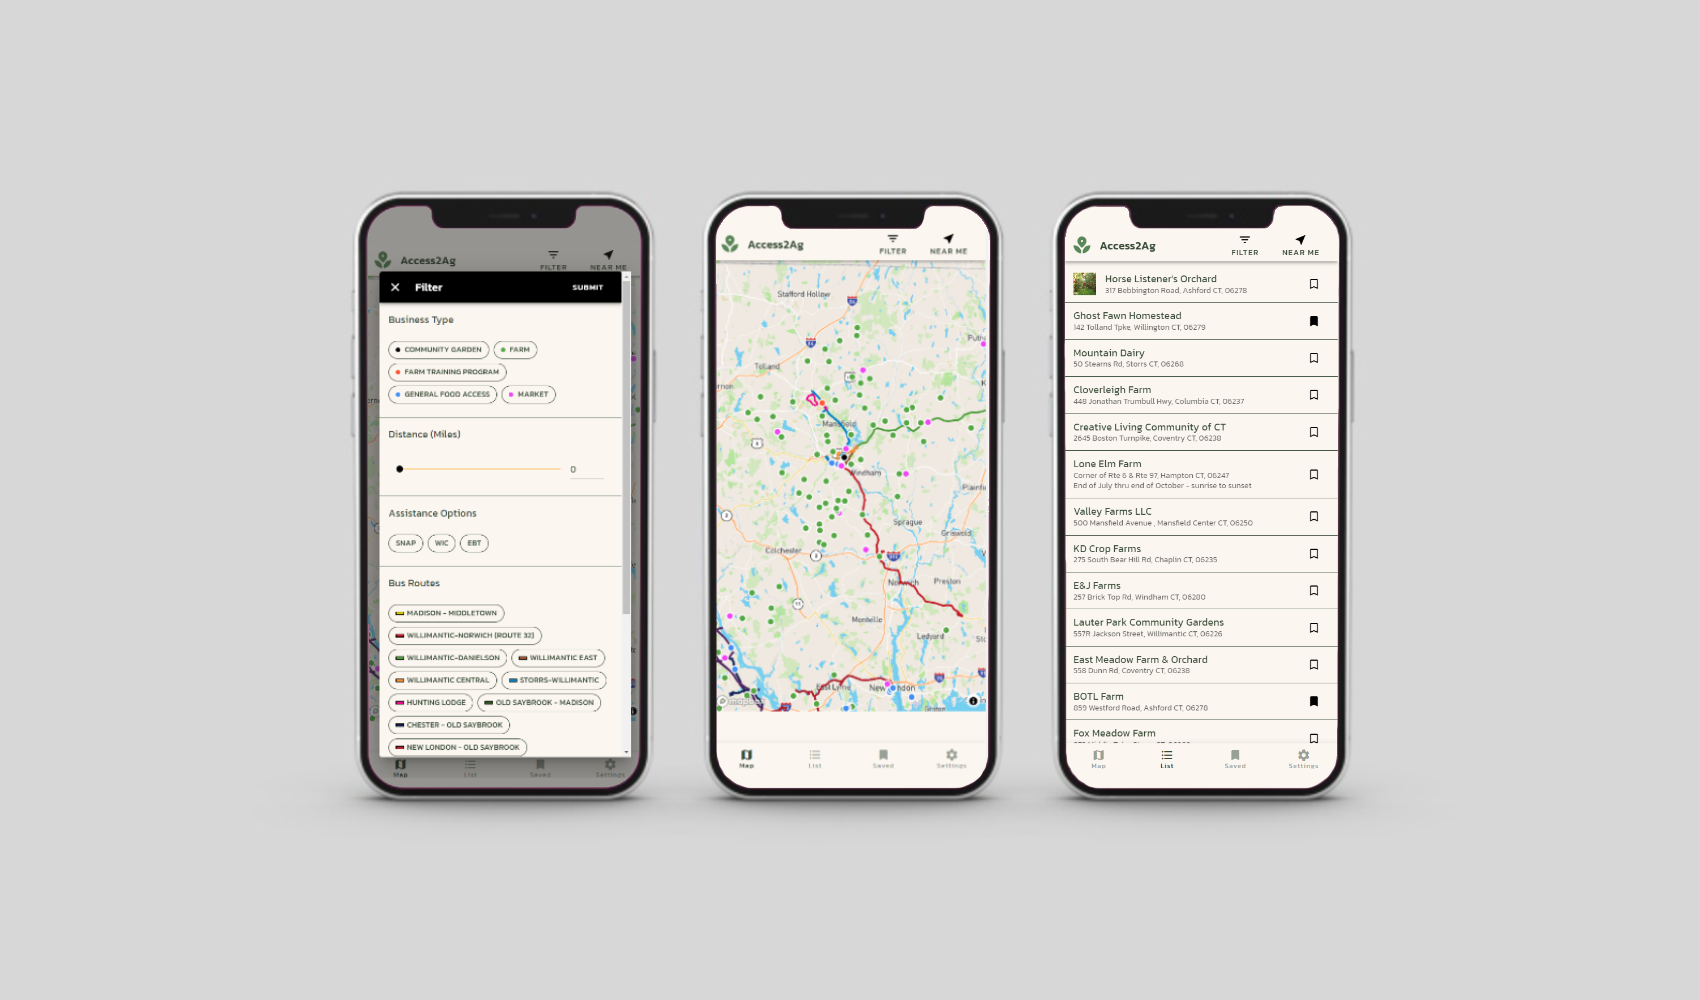 Access2Ag
FILTER
NEAR ME
Filter
SUBMIT
Business Type
COMMUNITY GARDEN
FARM
FARM TRAINING PROGRAM
GENERAL FOOD ACCESS
MARKET
Distance (Miles)
0
Assistance Options
SNAP
WIC
EBT
Bus Routes
MADISON - MIDDLETOWN
WILLIMANTIC-NORWICH (ROUTE 32)
WILLIMANTIC-DANIELSON
WILLIMANTIC EAST
WILLIMANTIC CENTRAL
STORRS-WILLIMANTIC
HUNTING LODGE
OLD SAYBROOK - MADISON
CHESTER - OLD SAYBROOK
NEW LONDON - OLD SAYBROOK
Map
List
Saved
Settings
Access2Ag
FILTER
NEAR ME
Stafford Hollow
Tolland
Mansfield
Windham
Sprague
Griswold
Colchester
Norwich
Preston
Montville
Ledyard
East Lyme
Map
List
Saved
Settings
Access2Ag
FILTER
NEAR ME
Horse Listener's Orchard
317 Bebbington Road, Ashford CT, 06278
Ghost Fawn Homestead
142 Tolland Tpke, Willington CT, 06279
Mountain Dairy
50 Stearns Rd, Storrs CT, 06268
Cloverleigh Farm
448 Jonathan Trumbull Hwy, Columbia CT, 06237
Creative Living Community of CT
2645 Boston Turnpike, Coventry CT, 06238
Lone Elm Farm
Corner of Rte 6 & Rte 97, Hampton CT, 06247
End of July thru end of October - sunrise to sunset
Valley Farms LLC
500 Mansfield Avenue , Mansfield Center CT, 06250
KD Crop Farms
275 South Bear Hill Rd, Chaplin CT, 06235
E&J Farms
257 Brick Top Rd, Windham CT, 06280
Lauter Park Community Gardens
557R Jackson Street, Willimantic CT, 06226
East Meadow Farm & Orchard
558 Dunn Rd, Coventry CT, 06238
BOTL Farm
859 Westford Road, Ashford CT, 06278
Fox Meadow Farm
Map
List
Saved
Settings